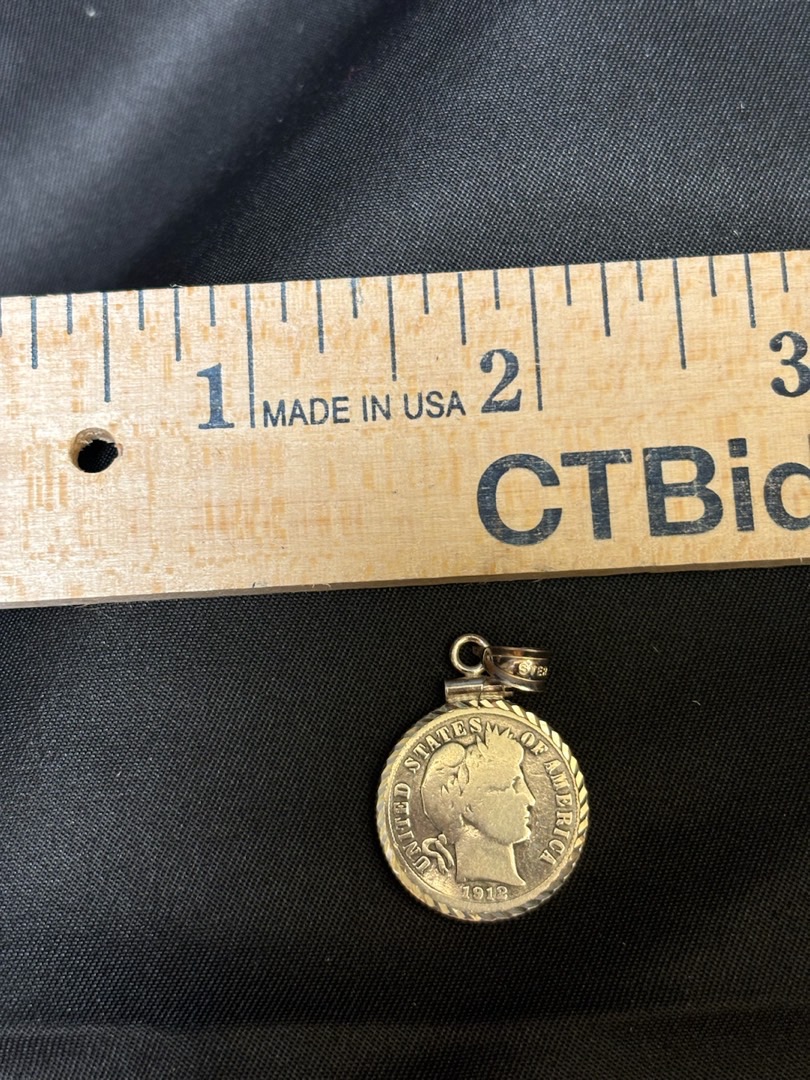 1 MADE IN USA 2 3
CTBid
UNITED STATES OF AMERICA
1912